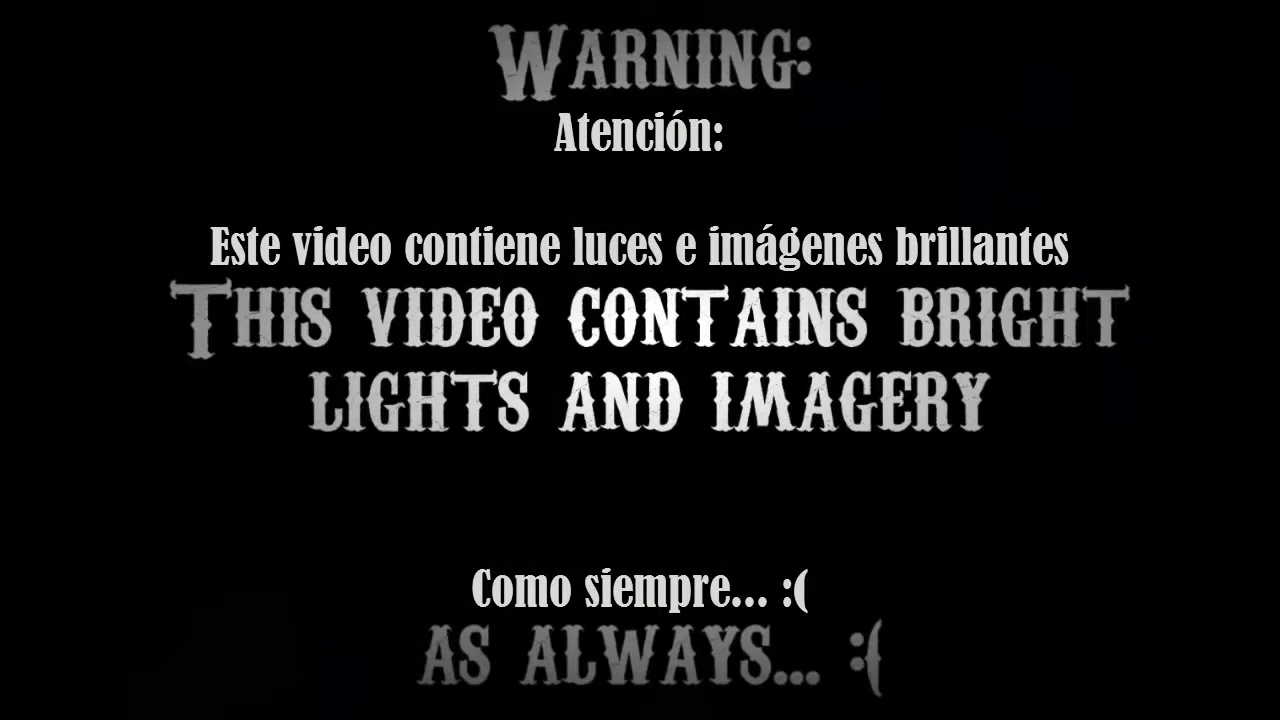 WARNING:
Atención:
Este video contiene luces e imágenes brillantes
THIS VIDEO CONTAINS BRIGHT
LIGHTS AND IMAGERY
Como siempre... :(
AS ALWAYS... :(